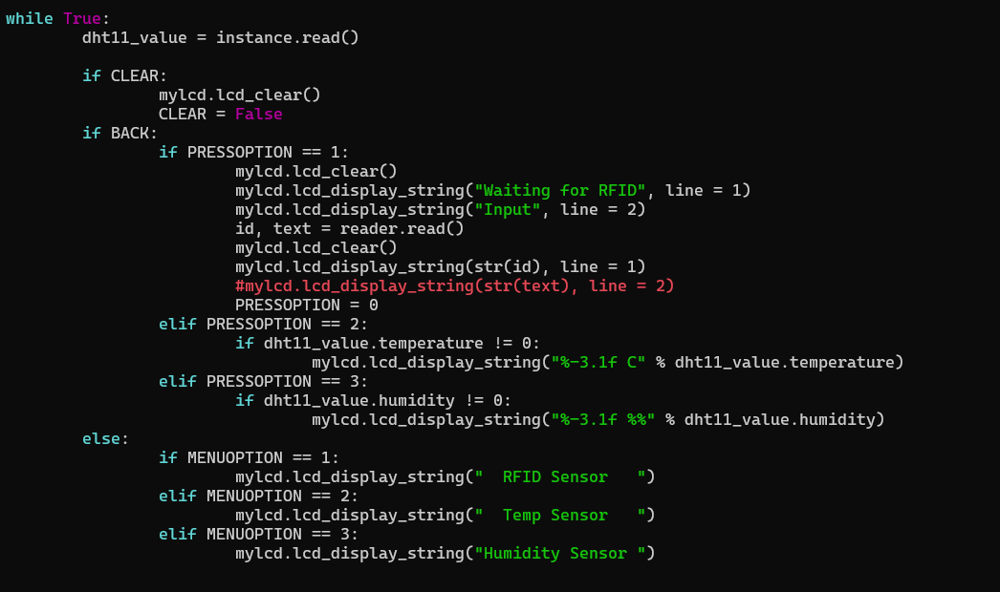 while True:
        dht11_value = instance.read()

        if CLEAR:
                mylcd.lcd_clear()
                CLEAR = False
        if BACK:
                if PRESSOPTION == 1:
                        mylcd.lcd_clear()
                        mylcd.lcd_display_string("Waiting for RFID", line = 1)
                        mylcd.lcd_display_string("Input", line = 2)
                        id, text = reader.read()
                        mylcd.lcd_clear()
                        mylcd.lcd_display_string(str(id), line = 1)
                        #mylcd.lcd_display_string(str(text), line = 2)
                        PRESSOPTION = 0
                elif PRESSOPTION == 2:
                        if dht11_value.temperature != 0:
                                mylcd.lcd_display_string("%-3.1f C" % dht11_value.temperature)
                elif PRESSOPTION == 3:
                        if dht11_value.humidity != 0:
                                mylcd.lcd_display_string("%-3.1f %%" % dht11_value.humidity)
        else:
                if MENUOPTION == 1:
                        mylcd.lcd_display_string("  RFID Sensor   ")
                elif MENUOPTION == 2:
                        mylcd.lcd_display_string("  Temp Sensor   ")
                elif MENUOPTION == 3:
                        mylcd.lcd_display_string("Humidity Sensor ")